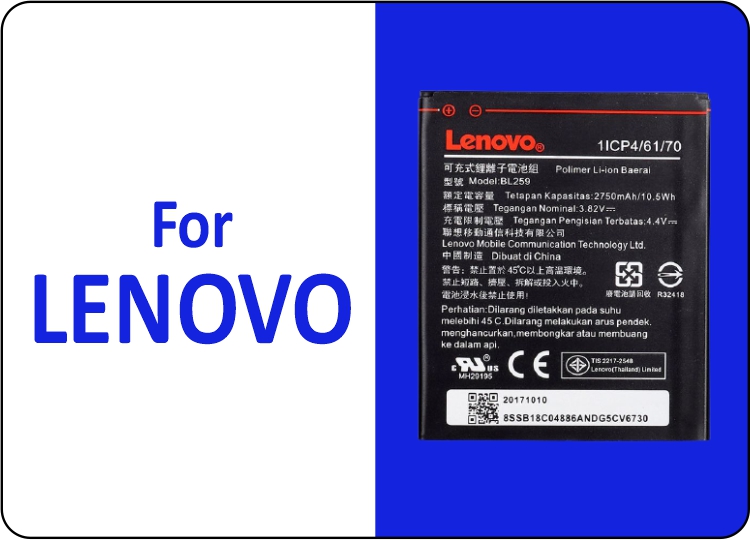 For
LENOVO
Lenovo®
1ICP4/61/70
可充式鋰離子電池組 Polimer Li-ion Baerai
型號 Model:BL259
額定電容量 Tetapan Kapasitas:2750mAh/10.5Wh
標稱電壓 Tegangan Nominal:3.82V⎓
充電限制電壓 Tegangan Pengisian Terbatas:4.4V⎓
聯想移動通信科技有限公司
Lenovo Mobile Communication Technology Ltd.
中國制造 Dibuat di China
警告: 禁止置於 45℃以上高溫環境。
禁止短路、擠壓、拆解或投入火中。
電池浸水後禁止使用!
廢電池請回收 R32418
Perhatian:Dilarang diletakkan pada suhu
melebihi 45 C.Dilarang melakukan arus pendek.
menghancurkan,membongkar atau membuang
ke dalam api.
MH29195
CE
TIS 2217-2548
Lenovo(Thailand) Limited
20171010
8SSB18C04886ANDG5CV6730